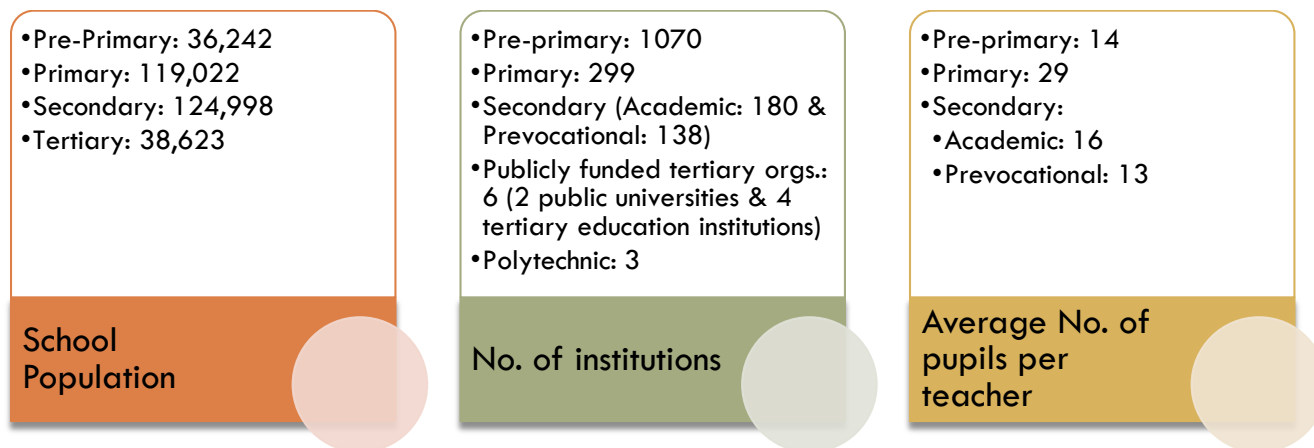 •Pre-Primary: 36,242
•Primary: 119,022
•Secondary: 124,998
•Tertiary: 38,623
School
Population
•Pre-primary: 1070
•Primary: 299
•Secondary (Academic: 180 &
Prevocational: 138)
•Publicly funded tertiary orgs.:
6 (2 public universities & 4
tertiary education institutions)
•Polytechnic: 3
No. of institutions
•Pre-primary: 14
•Primary: 29
•Secondary:
•Academic: 16
•Prevocational: 13
Average No. of
pupils per
teacher